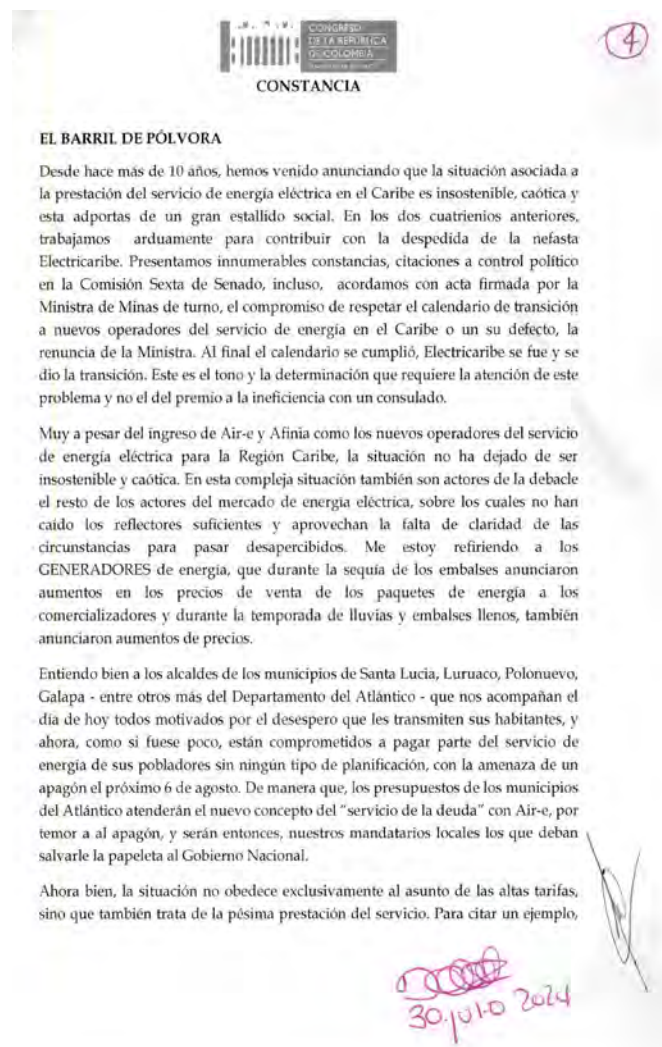 CONGRESO
DE LA REPÚBLICA
DE COLOMBIA
4
CONSTANCIA
EL BARRIL DE PÓLVORA
Desde hace más de 10 años, hemos venido anunciando que la situación asociada a
la prestación del servicio de energía eléctrica en el Caribe es insostenible, caótica y
esta adportas de un gran estallido social. En los dos cuatrienios anteriores,
trabajamos arduamente para contribuir con la despedida de la nefasta
Electricaribe. Presentamos innumerables constancias, citaciones a control político
en la Comisión Sexta de Senado, incluso, acordamos con acta firmada por la
Ministra de Minas de turno, el compromiso de respetar el calendario de transición
a nuevos operadores del servicio de energía en el Caribe o un su defecto, la
renuncia de la Ministra. Al final el calendario se cumplió, Electricaribe se fue y se
dio la transición. Este es el tono y la determinación que requiere la atención de este
problema y no el del premio a la ineficiencia con un consulado.
Muy a pesar del ingreso de Air-e y Afinia como los nuevos operadores del servicio
de energía eléctrica para la Región Caribe, la situación no ha dejado de ser
insostenible y caótica. En esta compleja situación también son actores de la debacle
el resto de los actores del mercado de energía eléctrica, sobre los cuales no han
caído los reflectores suficientes y aprovechan la falta de claridad de las
circunstancias para pasar desapercibidos. Me estoy refiriendo a los
GENERADORES de energía, que durante la sequía de los embalses anunciaron
aumentos en los precios de venta de los paquetes de energía a los
comercializadores y durante la temporada de lluvias y embalses llenos, también
anunciaron aumentos de precios.
Entiendo bien a los alcaldes de los municipios de Santa Lucia, Luruaco, Polonuevo,
Galapa - entre otros más del Departamento del Atlántico - que nos acompañan el
día de hoy todos motivados por el desespero que les transmiten sus habitantes, y
ahora, como si fuese poco, están comprometidos a pagar parte del servicio de
energía de sus pobladores sin ningún tipo de planificación, con la amenaza de un
apagón el próximo 6 de agosto. De manera que, los presupuestos de los municipios
del Atlántico atenderán el nuevo concepto del "servicio de la deuda" con Air-e, por
temor a al apagón, y serán entonces, nuestros mandatarios locales los que deban
salvarle la papeleta al Gobierno Nacional.
Ahora bien, la situación no obedece exclusivamente al asunto de las altas tarifas,
sino que también trata de la pésima prestación del servicio. Para citar un ejemplo,
30.julio 2024